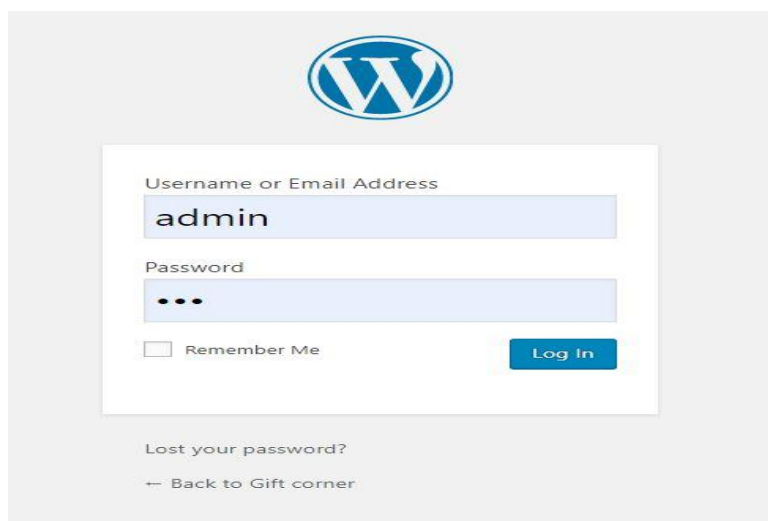 Username or Email Address
admin
Password
•••
Remember Me
Log In
Lost your password?
← Back to Gift corner